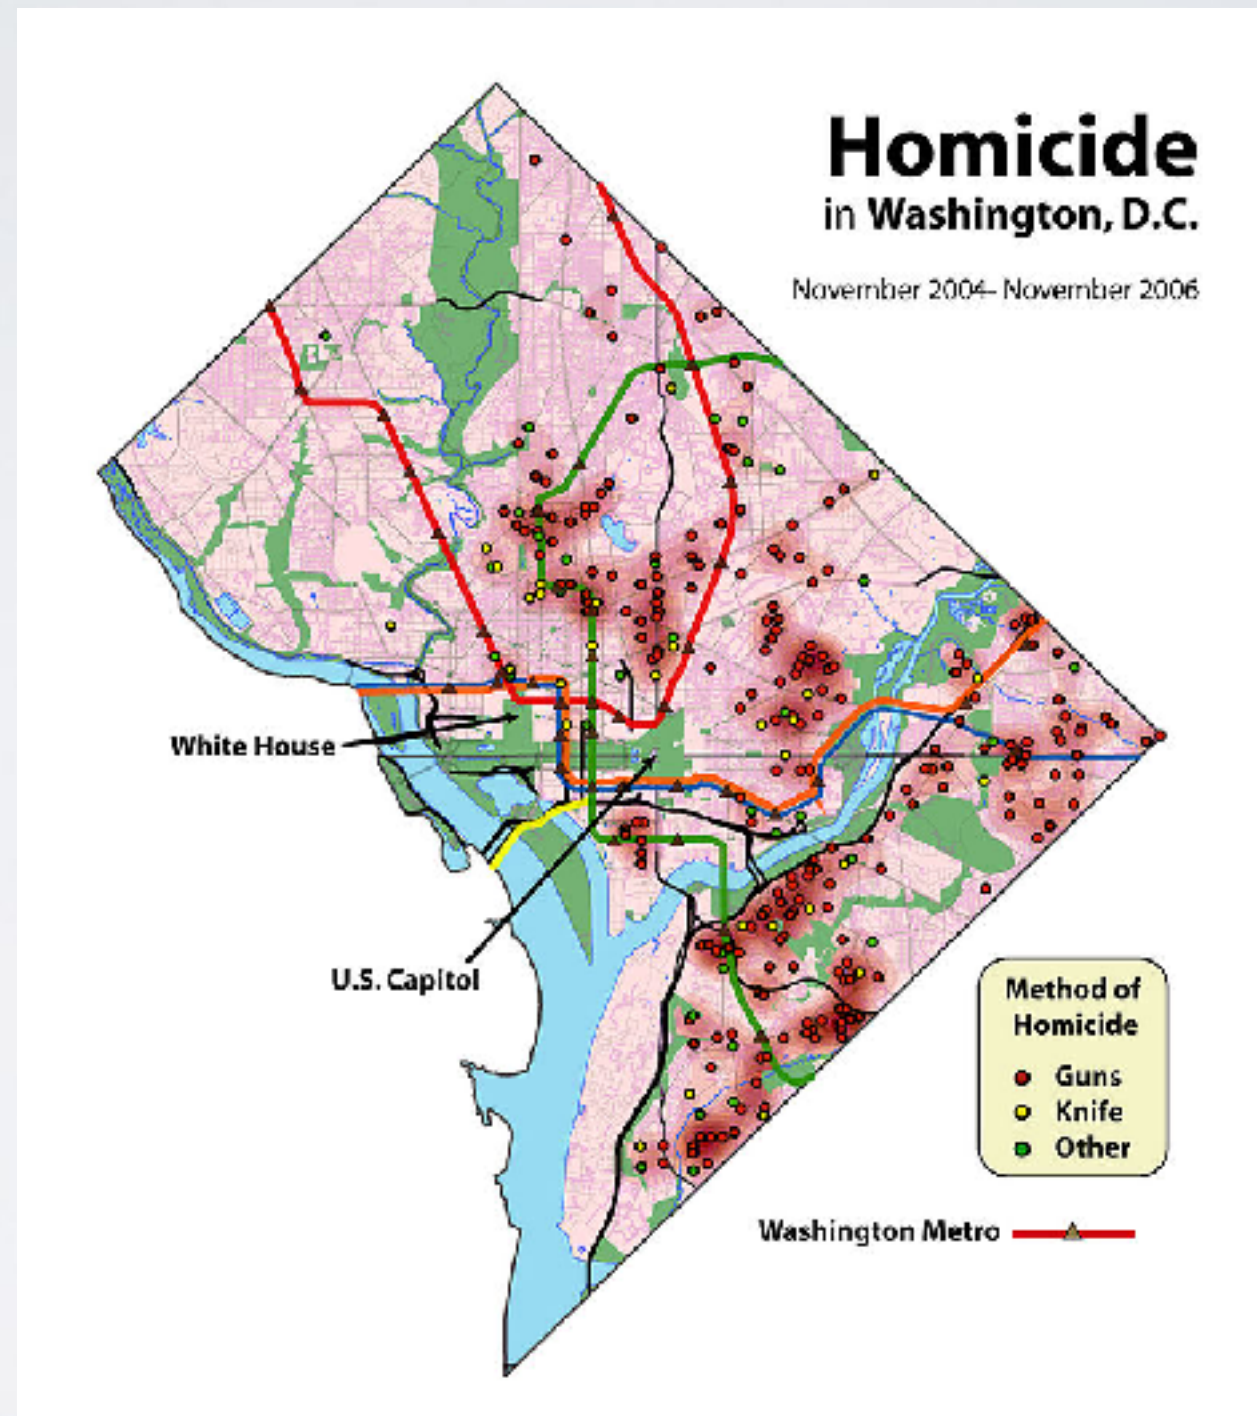 Homicide
in Washington, D.C.
November 2004- November 2006
White House
U.S. Capitol
Method of
Homicide
Guns
Knife
Other
Washington Metro